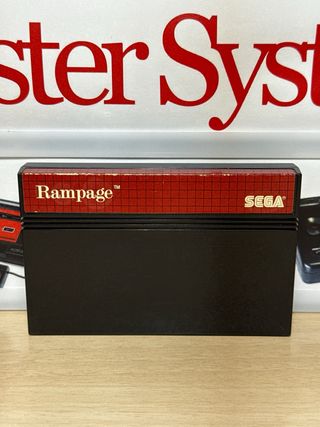 ster Syst
Rampage™
SEGA